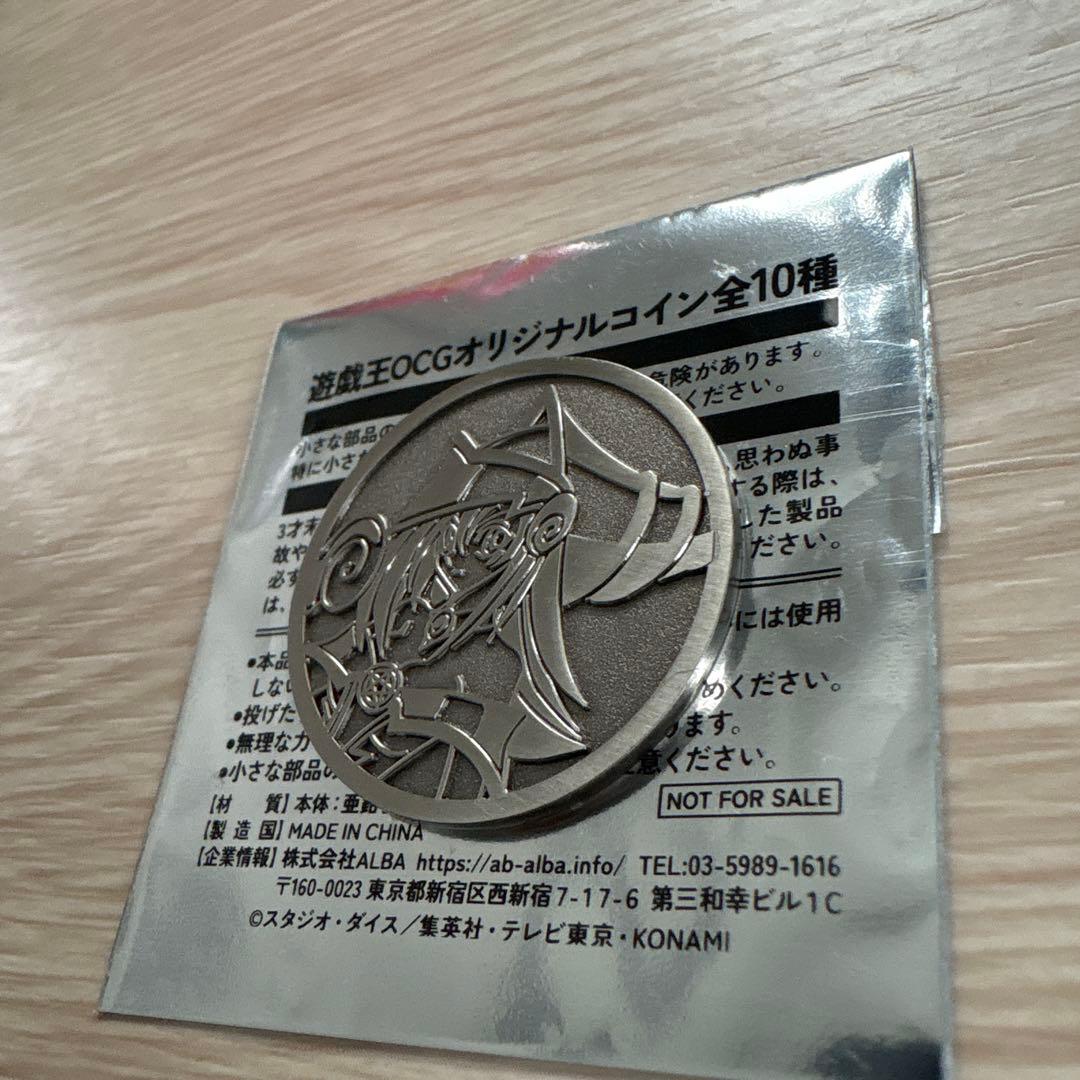 遊戯王OCGオリジナルコイン全10種
小さな部品の 危険があります。
特に小さな ください。
3才未 思わぬ事
故や する際は、
必ず した製品
は、 ださい。
には使用
●本品
しない めください。
●投げた ります。
●無理な力 注意ください。
●小さな部品の
【材 質】本体:亜鉛
【製造国】MADE IN CHINA
【企業情報】株式会社ALBA https://ab-alba.info/ TEL:03-5989-1616
〒160-0023 東京都新宿区西新宿7-17-6 第三和幸ビル1C
©スタジオ・ダイス/集英社・テレビ東京・KONAMI
NOT FOR SALE